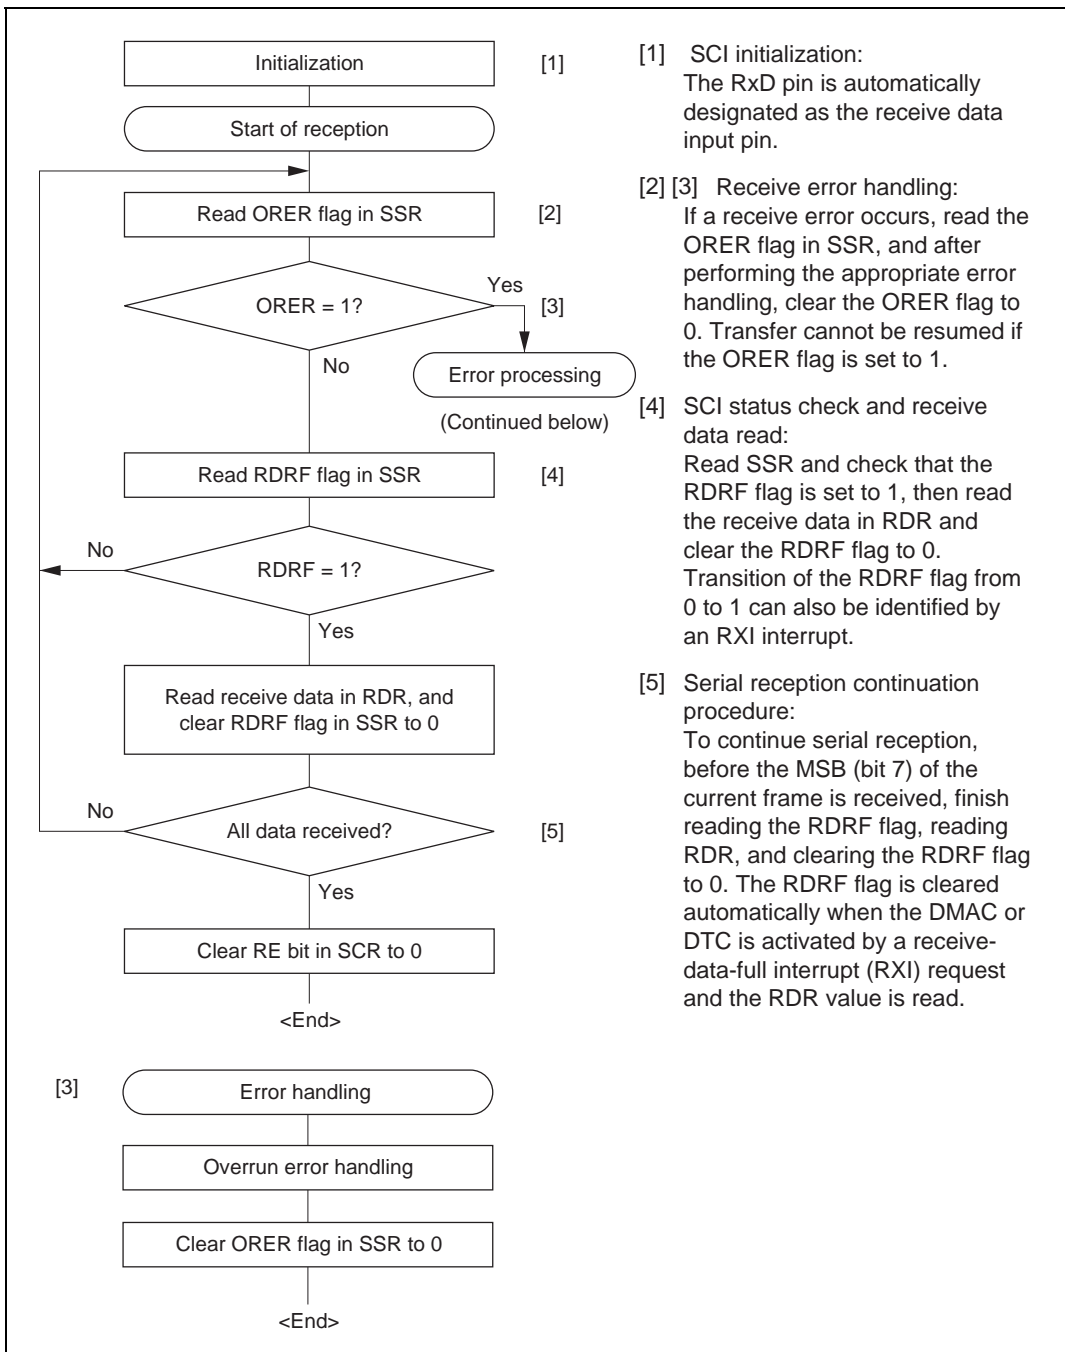 Initialization
[1]
Start of reception
Read ORER flag in SSR
[2]
ORER = 1?
Yes
[3]
No
Error processing
(Continued below)
Read RDRF flag in SSR
[4]
No
RDRF = 1?
Yes
Read receive data in RDR, and
clear RDRF flag in SSR to 0
No
All data received?
[5]
Yes
Clear RE bit in SCR to 0
<End>
[3]
Error handling
Overrun error handling
Clear ORER flag in SSR to 0
<End>
[1] SCI initialization:
The RxD pin is automatically
designated as the receive data
input pin.
[2] [3] Receive error handling:
If a receive error occurs, read the
ORER flag in SSR, and after
performing the appropriate error
handling, clear the ORER flag to
0. Transfer cannot be resumed if
the ORER flag is set to 1.
[4] SCI status check and receive
data read:
Read SSR and check that the
RDRF flag is set to 1, then read
the receive data in RDR and
clear the RDRF flag to 0.
Transition of the RDRF flag from
0 to 1 can also be identified by
an RXI interrupt.
[5] Serial reception continuation
procedure:
To continue serial reception,
before the MSB (bit 7) of the
current frame is received, finish
reading the RDRF flag, reading
RDR, and clearing the RDRF flag
to 0. The RDRF flag is cleared
automatically when the DMAC or
DTC is activated by a receive-
data-full interrupt (RXI) request
and the RDR value is read.